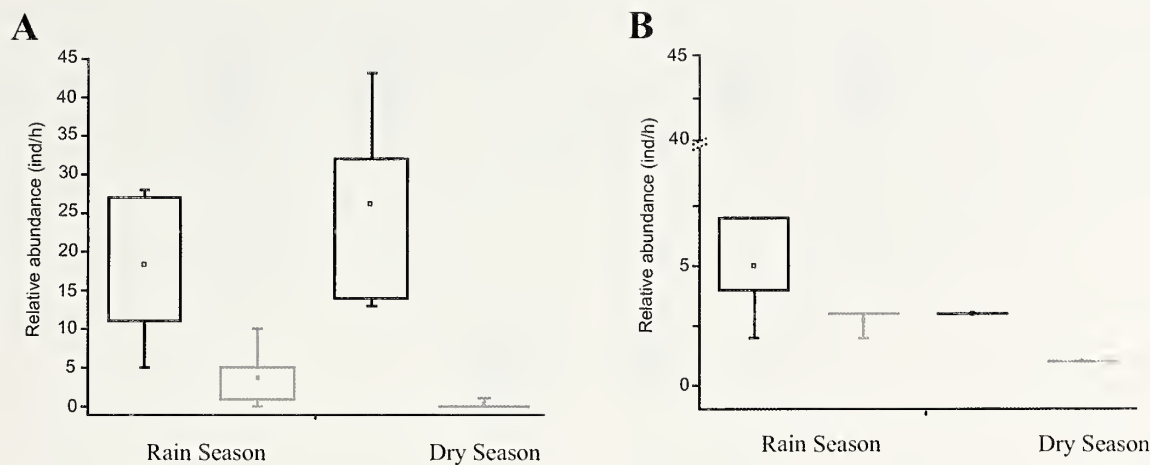 A
Relative abundance (ind/h)
45
40
35
30
25
20
15
10
5
0
Rain Season
Dry Season
B
Relative abundance (ind/h)
45
40
5
0
Rain Season
Dry Season